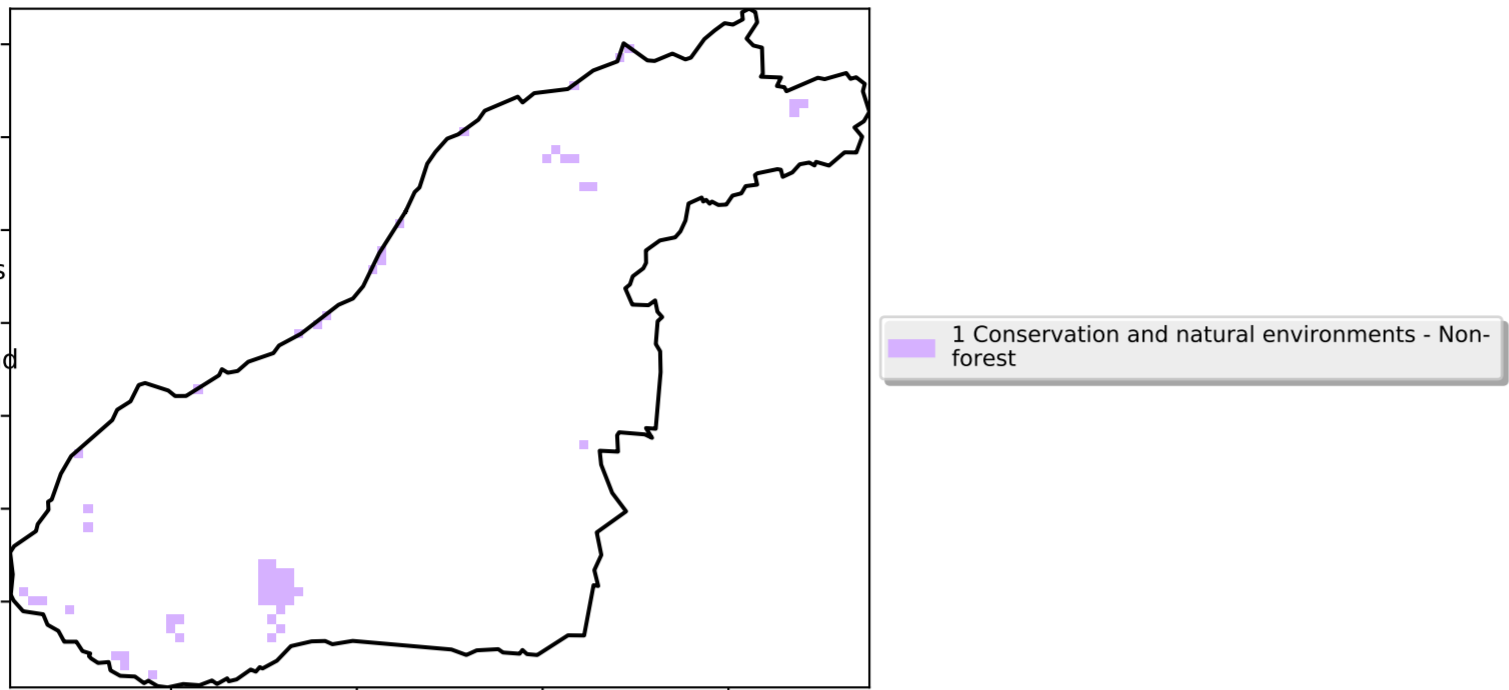 s
d
1 Conservation and natural environments - Non-
forest